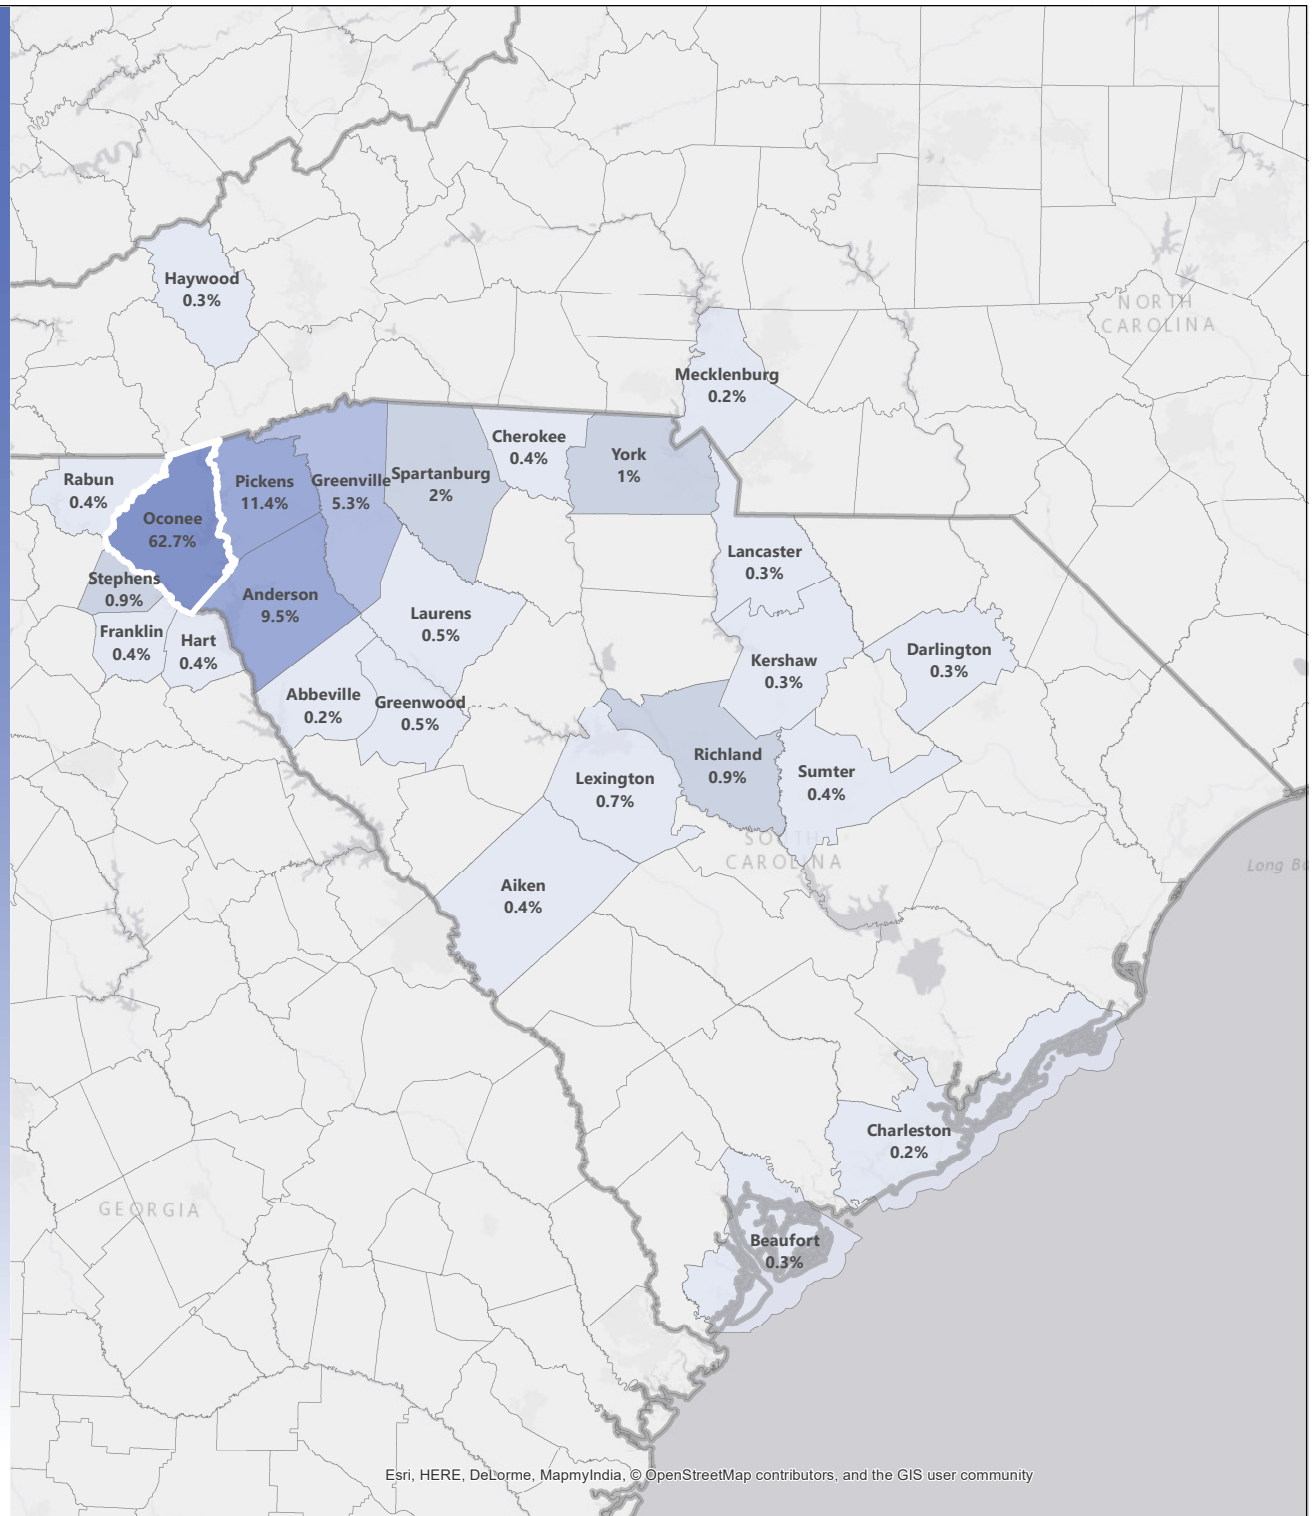 Haywood
0.3%
NORTH
CAROLINA
Mecklenburg
0.2%
Cherokee
0.4%
York
1%
Spartanburg
2%
Greenville
5.3%
Pickens
11.4%
Rabun
0.4%
Oconee
62.7%
Lancaster
0.3%
Stephens
0.9%
Anderson
9.5%
Laurens
0.5%
Franklin
0.4%
Hart
0.4%
Kershaw
0.3%
Darlington
0.3%
Abbeville
0.2%
Greenwood
0.5%
Richland
0.9%
Lexington
0.7%
Sumter
0.4%
SOUTH
CAROLINA
Long B
Aiken
0.4%
Charleston
0.2%
GEORGIA
Beaufort
0.3%
Esri, HERE, DeLorme, MapmyIndia, © OpenStreetMap contributors, and the GIS user community